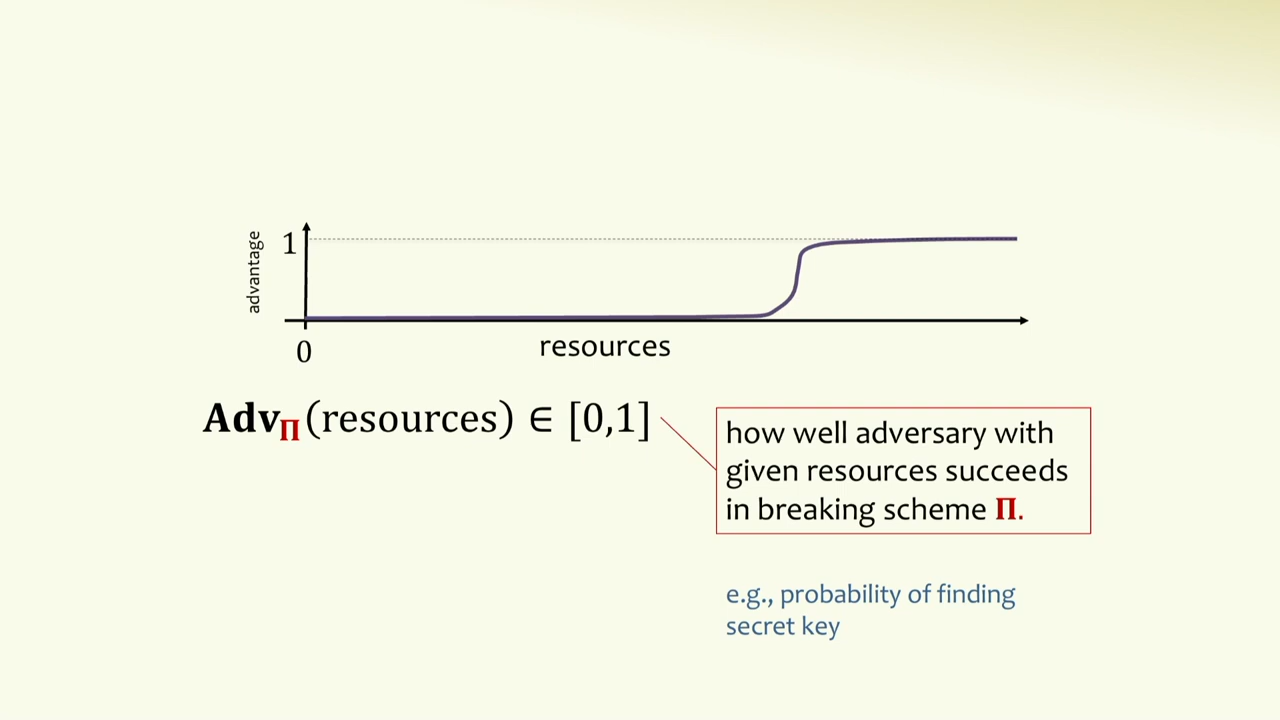 advantage
1
0
resources
Adv_Π(resources) ∈ [0,1]
how well adversary with
given resources succeeds
in breaking scheme Π.
e.g., probability of finding
secret key